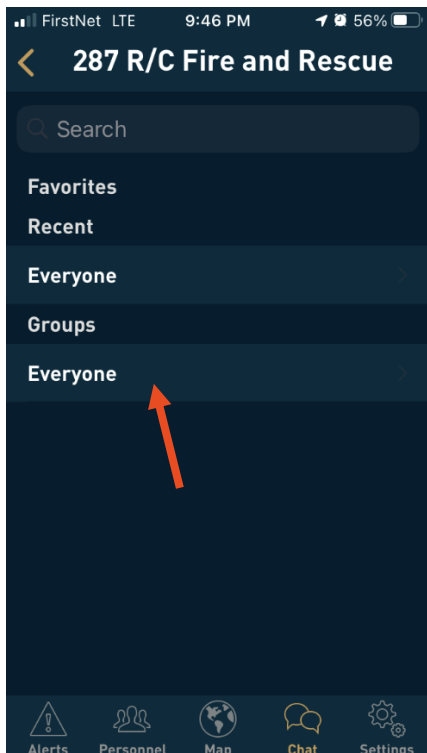 FirstNet LTE 9:46 PM 56%
287 R/C Fire and Rescue
Search
Favorites
Recent
Everyone
Groups
Everyone
Alerts Personnel Map Chat Settings